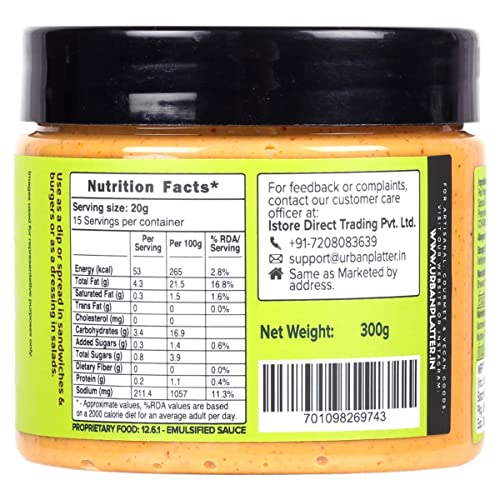 Use as a dip or spread in sandwiches &
burgers or as a dressing in salads.
Images used for representative purposes only.
Nutrition Facts*
Serving size: 20g
15 Servings per container
Per Serving Per 100g % RDA/ Serving
Energy (kcal) 53 265 2.8%
Total Fat (g) 4.3 21.5 16.8%
Saturated Fat (g) 0.3 1.5 1.6%
Trans Fat (g) 0 0 0.0%
Cholesterol (mg) 0 0
Carbohydrates (g) 3.4 16.9
Added Sugars (g) 0.3 1.4 0.6%
Total Sugars (g) 0.8 3.9
Dietary Fiber (g) 0 0 0.0%
Protein (g) 0.2 1.1 0.4%
Sodium (mg) 211.4 1057 11.3%
* - Approximate values, %RDA values are based
on a 2000 calorie diet for an average adult per day.
PROPRIETARY FOOD: 12.6.1 - EMULSIFIED SAUCE
For feedback or complaints,
contact our customer care
officer at:
Istore Direct Trading Pvt. Ltd.
+91-7208083639
support@urbanplatter.in
Same as Marketed by
address.
Net Weight: 300g
701098269743
FOR ARTISANAL, GOURMET & VEGAN GOODS,
WWW.URBANPLATTER.IN